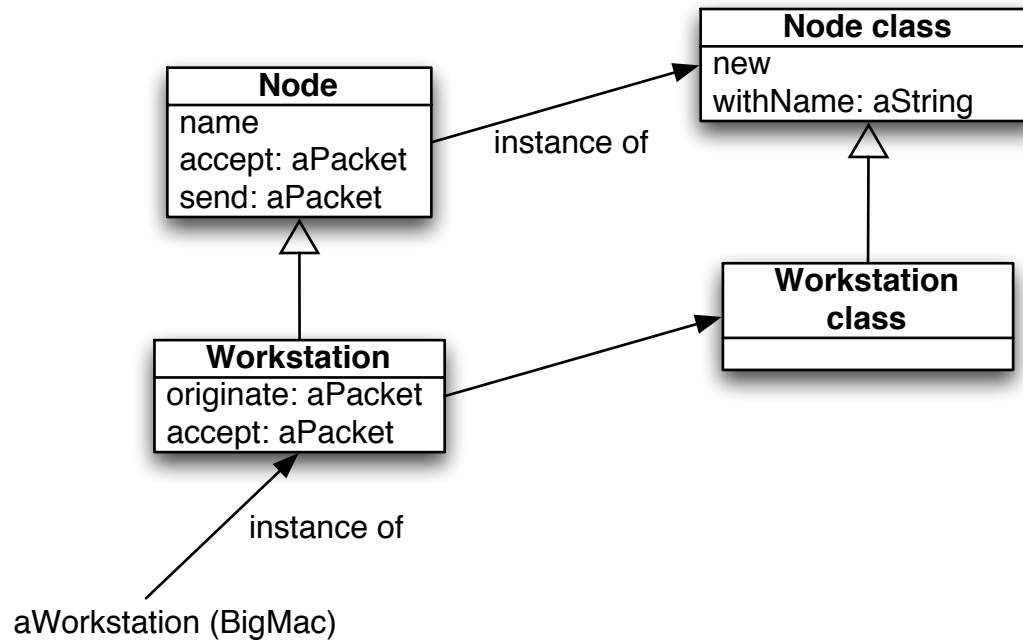 Node class
new
withName: aString
Node
name
accept: aPacket
send: aPacket
instance of
Workstation
class
Workstation
originate: aPacket
accept: aPacket
instance of
aWorkstation (BigMac)